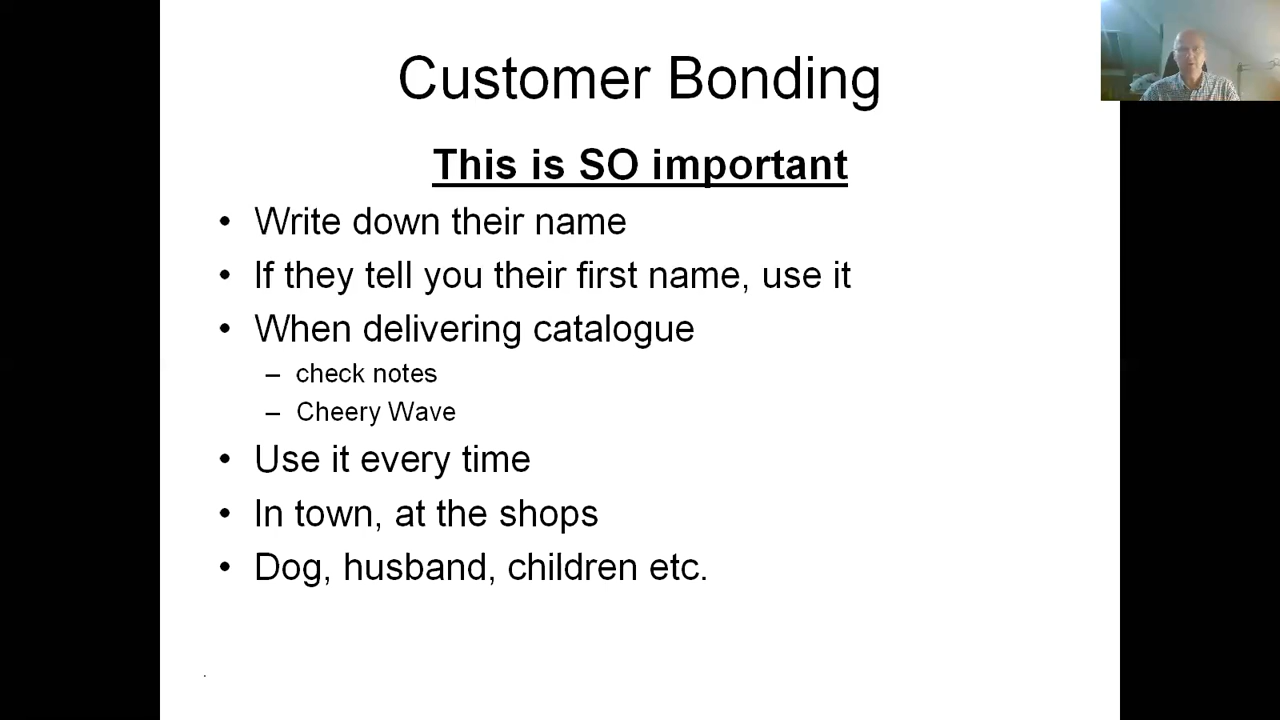 Customer Bonding
This is SO important
• Write down their name
• If they tell you their first name, use it
• When delivering catalogue
– check notes
– Cheery Wave
• Use it every time
• In town, at the shops
• Dog, husband, children etc.
.